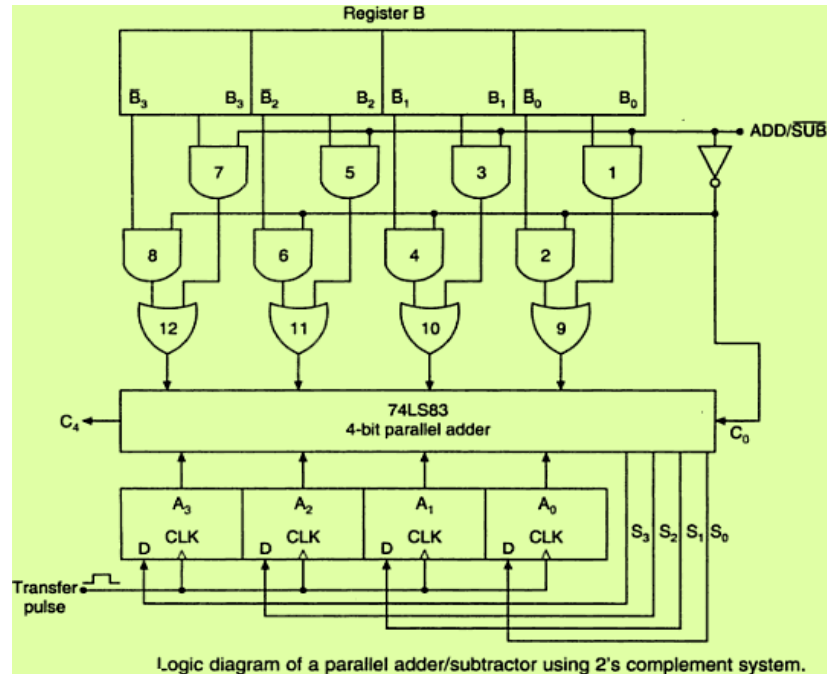 Register B
B̅₃ B₃ B̅₂ B₂ B̅₁ B₁ B̅₀ B₀
ADD/S̅U̅B̅
7 5 3 1
8 6 4 2
12 11 10 9
74LS83
4-bit parallel adder
C₄
C₀
A₃ A₂ A₁ A₀
S₃ S₂ S₁ S₀
CLK CLK CLK CLK
D D D D
Transfer
pulse
Logic diagram of a parallel adder/subtractor using 2's complement system.